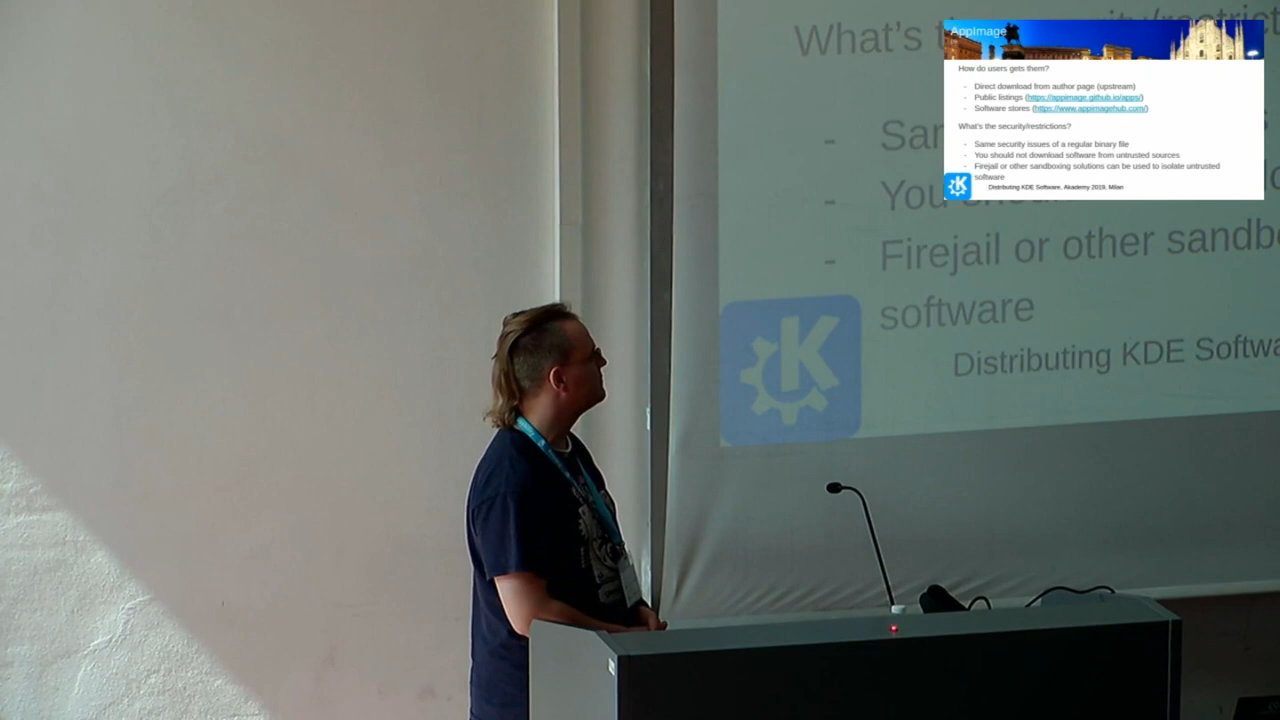 What's t
Sar
-
You
-
Firejail or other sandb
software
Distributing KDE Softwa
K
AppImage
How do users gets them?
- Direct download from author page (upstream)
- Public listings (https://appimage.github.io/apps/)
- Software stores (https://www.appimagehub.com/)
What's the security/restrictions?
- Same security issues of a regular binary file
- You should not download software from untrusted sources
- Firejail or other sandboxing solutions can be used to isolate untrusted
software
K
Distributing KDE Software, Akademy 2019, Milan